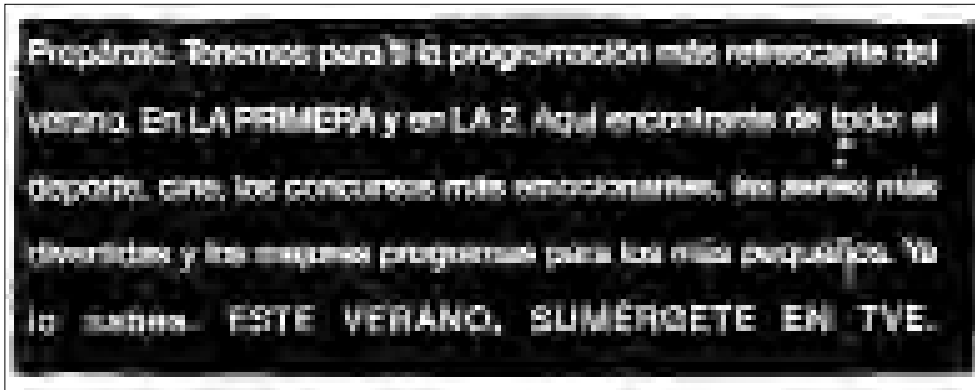 Prepárate. Tenemos para ti la programación más refrescante del
verano. En LA PRIMERA y en LA 2. Aquí encontrarás de todo: el
deporte, cine, los concursos más emocionantes, las series más
divertidas y los mejores programas para los más pequeños. Ya
lo sabes. ESTE VERANO, SUMÉRGETE EN TVE.